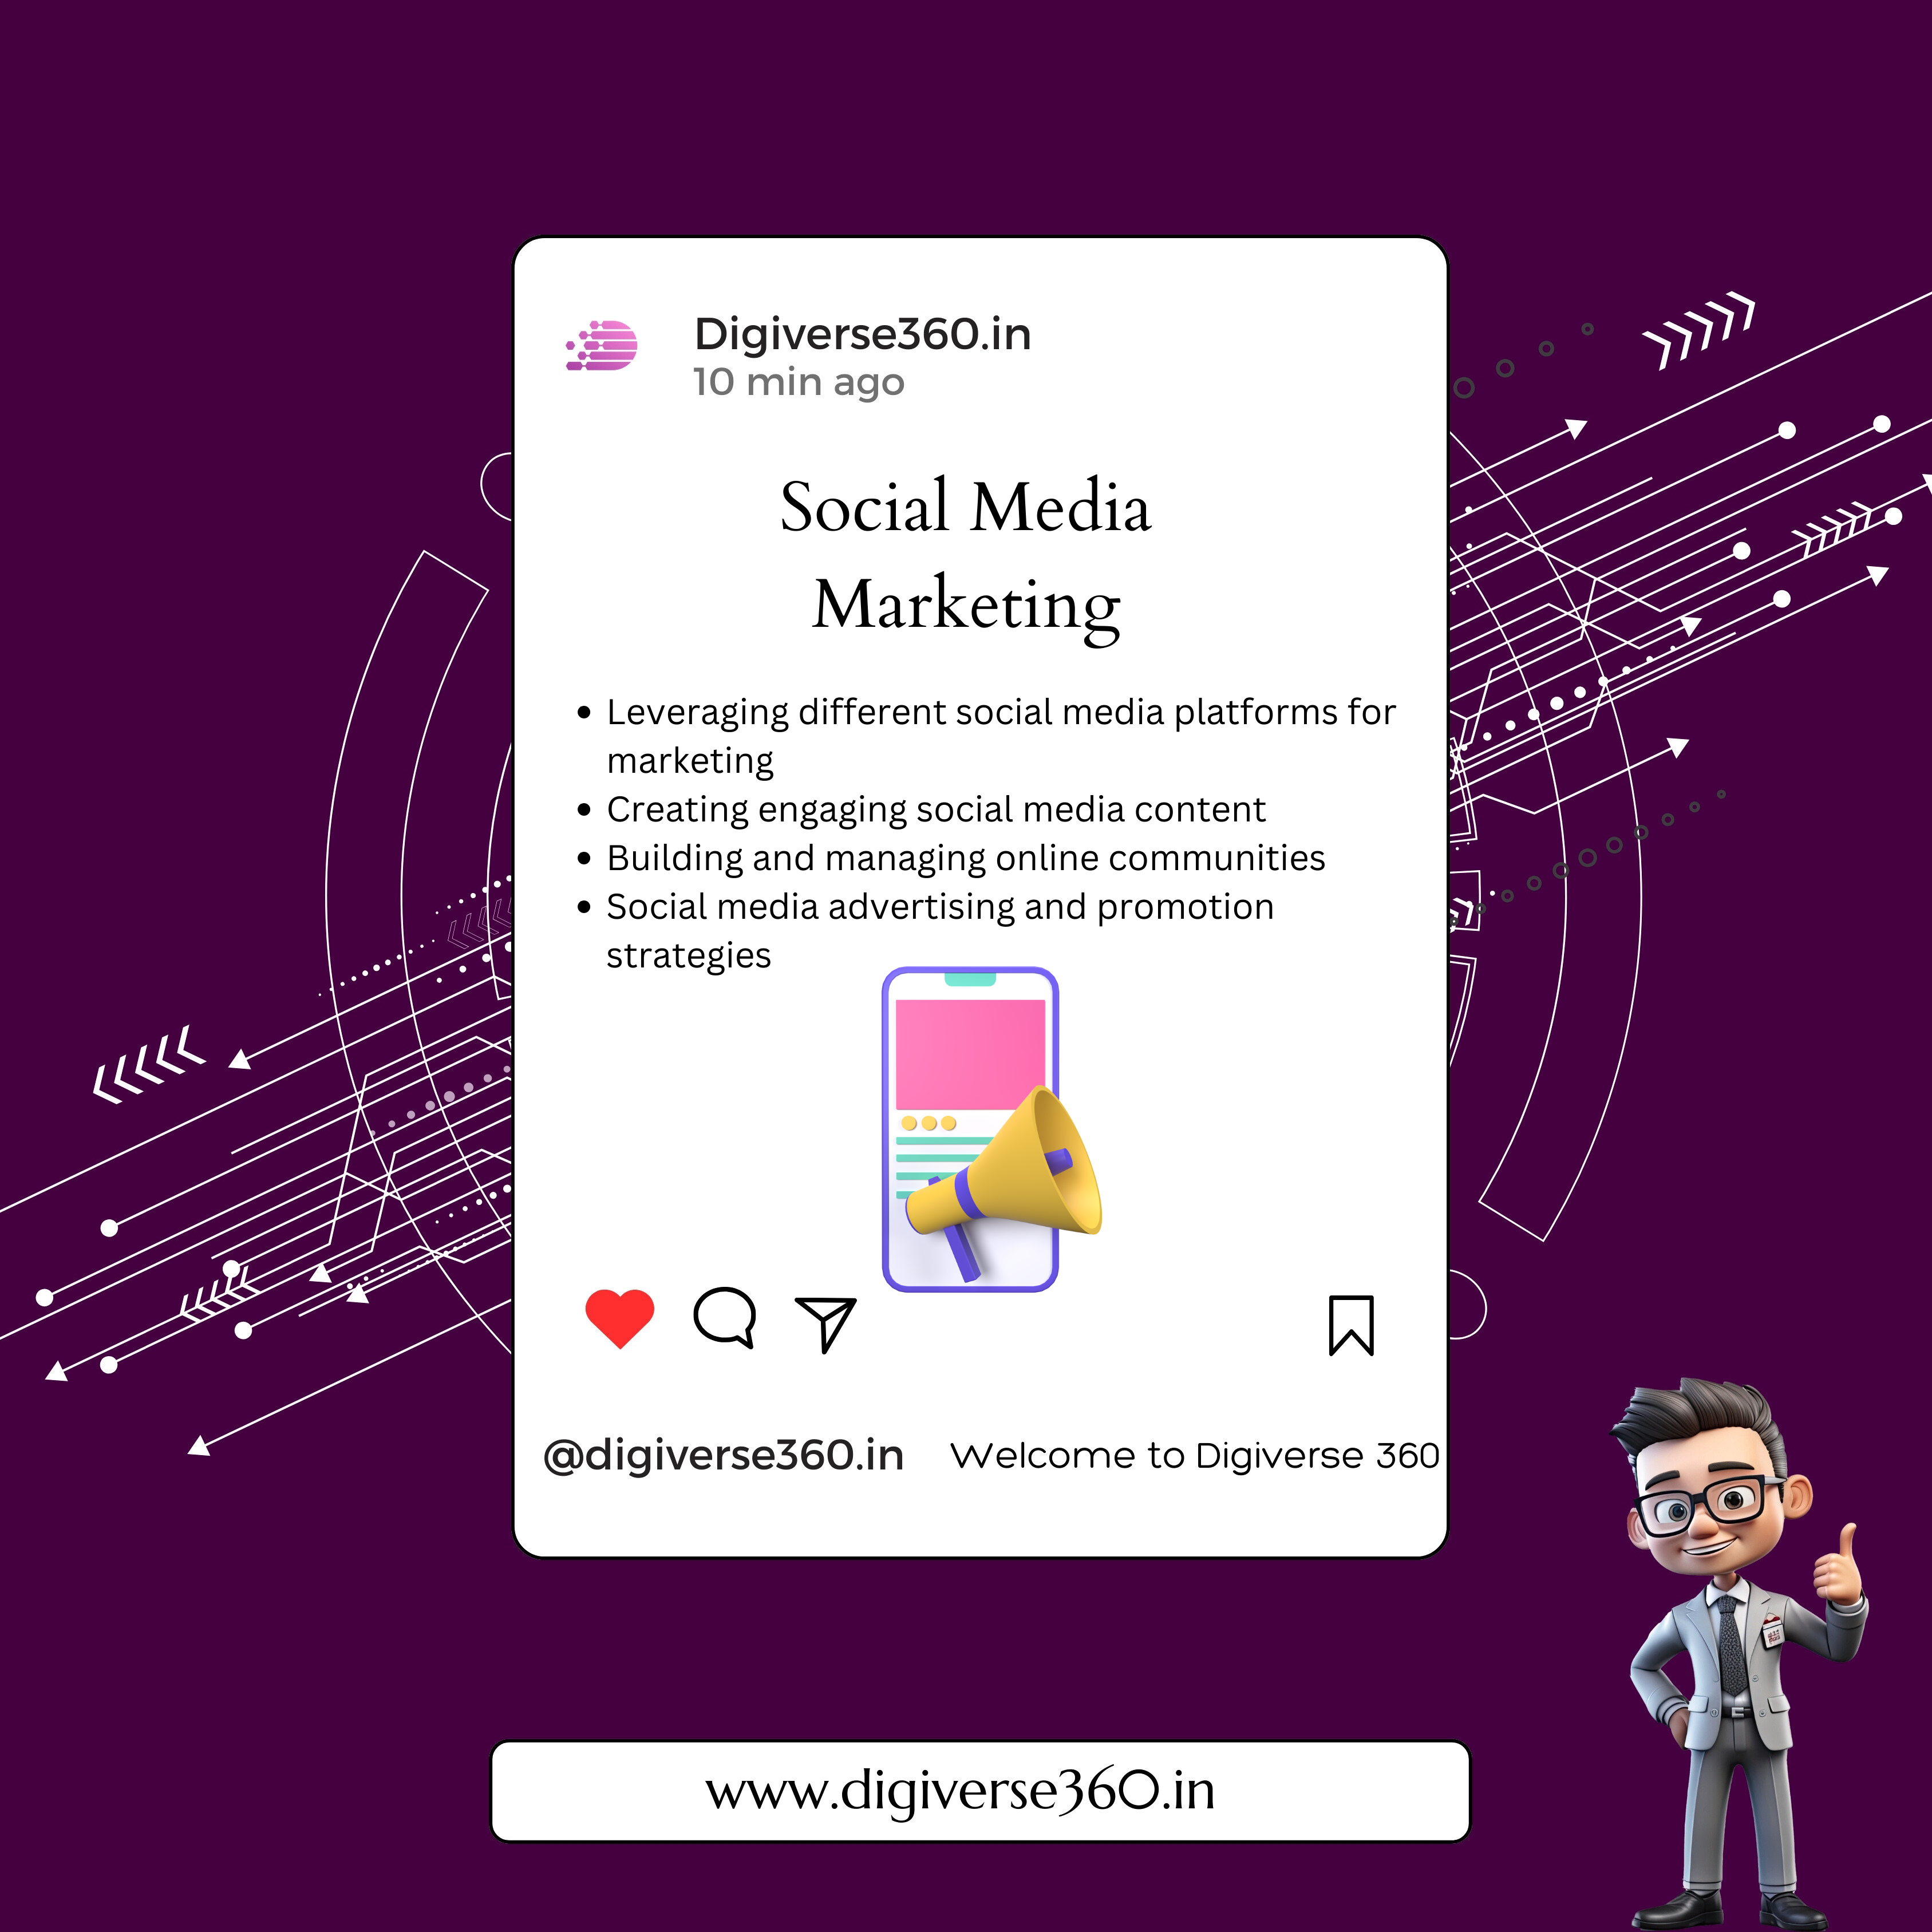 Digiverse360.in
10 min ago
Social Media
Marketing
• Leveraging different social media platforms for
marketing
• Creating engaging social media content
• Building and managing online communities
• Social media advertising and promotion
strategies
@digiverse360.in Welcome to Digiverse 360
www.digiverse360.in